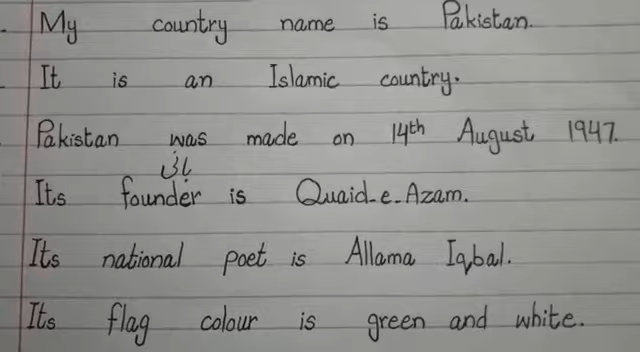 My country name is Pakistan.
It is an Islamic country.
Pakistan was made on 14th August 1947.
بانی
Its founder is Quaid-e-Azam.
Its national poet is Allama Iqbal.
Its flag colour is green and white.